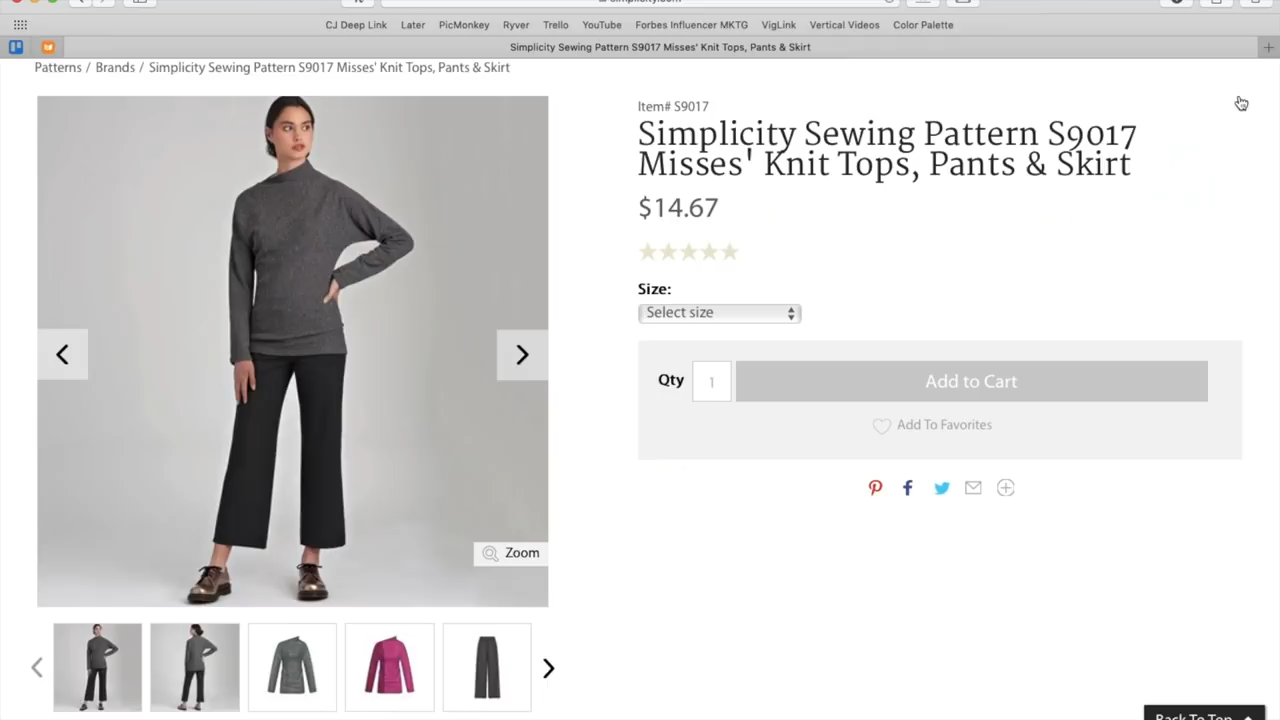 CJ Deep Link Later PicMonkey Ryver Trello YouTube Forbes Influencer MKTG VigLink Vertical Videos Color Palette
Simplicity Sewing Pattern S9017 Misses' Knit Tops, Pants & Skirt
Patterns / Brands / Simplicity Sewing Pattern S9017 Misses' Knit Tops, Pants & Skirt
Item# S9017
Simplicity Sewing Pattern S9017
Misses' Knit Tops, Pants & Skirt
$14.67
Size:
Select size
Qty 1 Add to Cart
Add To Favorites
Zoom
Back To Top